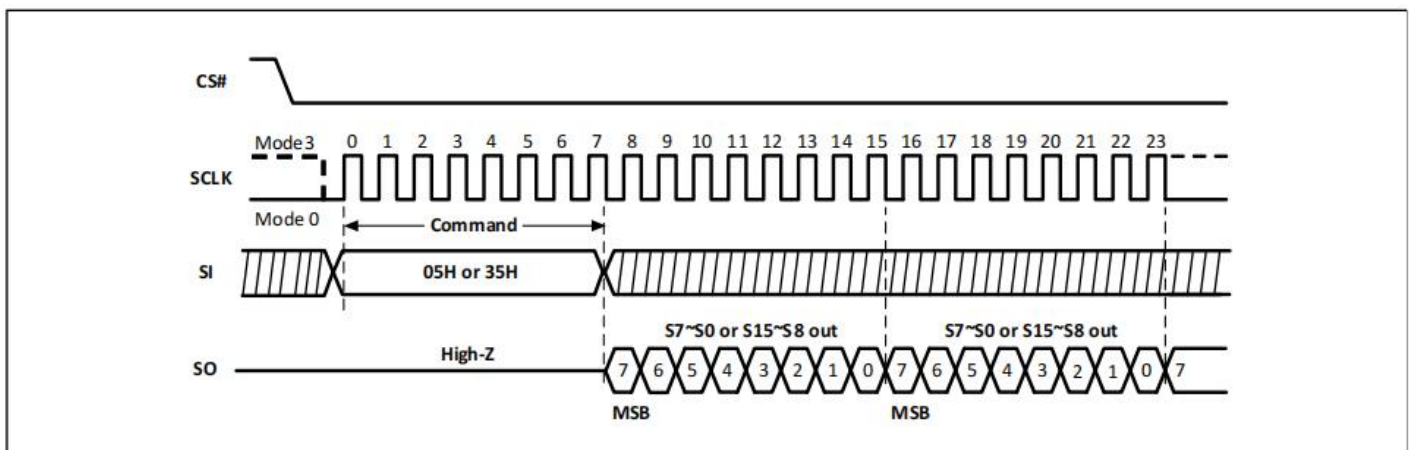 CS#
Mode3 0 1 2 3 4 5 6 7 8 9 10 11 12 13 14 15 16 17 18 19 20 21 22 23
SCLK
Mode 0
Command
SI 05H or 35H
S7~S0 or S15~S8 out S7~S0 or S15~S8 out
High-Z
SO 7 6 5 4 3 2 1 0 7 6 5 4 3 2 1 0 7
MSB MSB